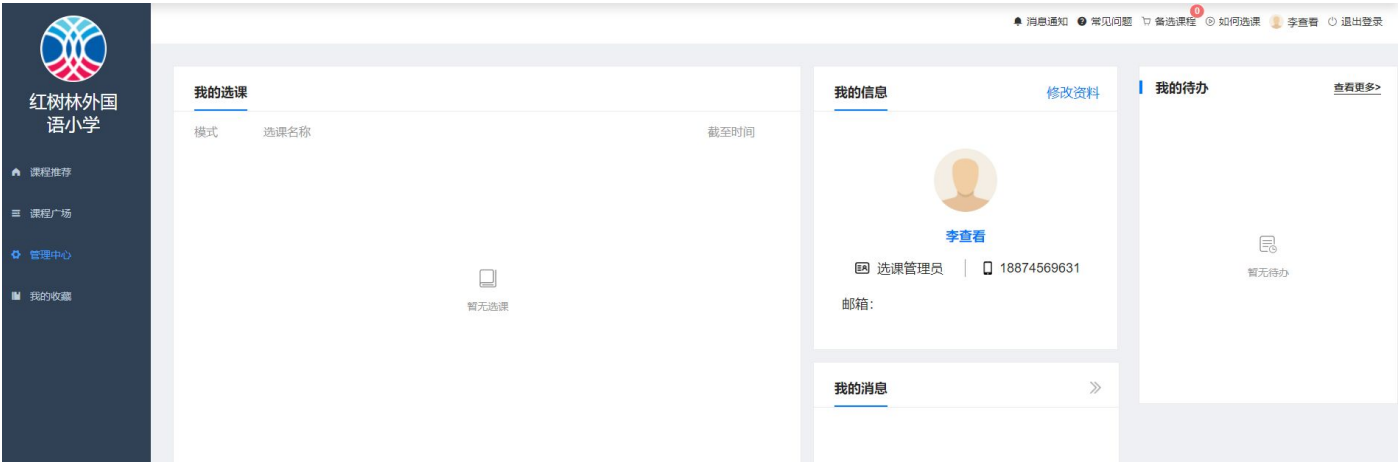 消息通知 常见问题 备选课程 0 如何选课 李查看 退出登录
红树林外国
语小学
课程推荐
课程广场
管理中心
我的收藏
我的选课
模式 选课名称 截至时间
暂无选课
我的信息 修改资料
李查看
选课管理员 18874569631
邮箱：
我的消息
我的待办 查看更多>
暂无待办